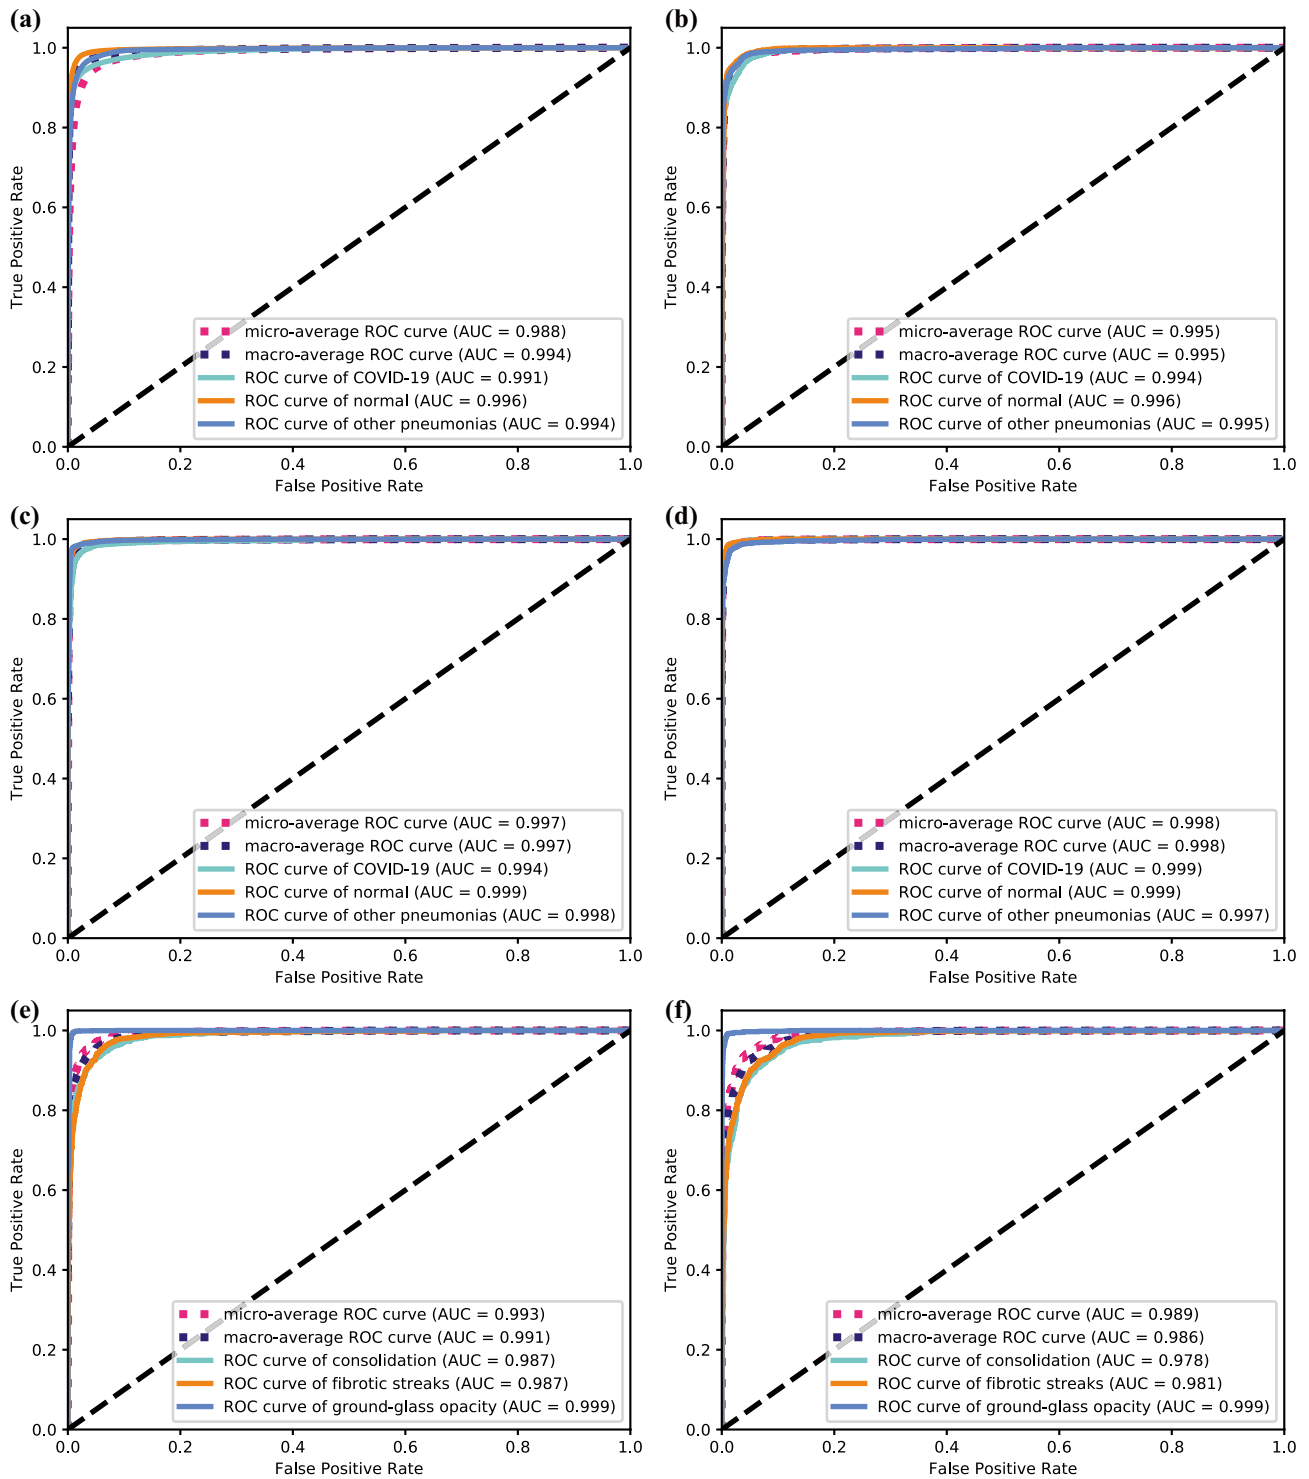 (a)
True Positive Rate
1.0
0.8
0.6
0.4
0.2
0.0
micro-average ROC curve (AUC = 0.988)
macro-average ROC curve (AUC = 0.994)
ROC curve of COVID-19 (AUC = 0.991)
ROC curve of normal (AUC = 0.996)
ROC curve of other pneumonias (AUC = 0.994)
0.0 0.2 0.4 0.6 0.8 1.0
False Positive Rate
(b)
True Positive Rate
1.0
0.8
0.6
0.4
0.2
0.0
micro-average ROC curve (AUC = 0.995)
macro-average ROC curve (AUC = 0.995)
ROC curve of COVID-19 (AUC = 0.994)
ROC curve of normal (AUC = 0.996)
ROC curve of other pneumonias (AUC = 0.995)
0.0 0.2 0.4 0.6 0.8 1.0
False Positive Rate
(c)
True Positive Rate
1.0
0.8
0.6
0.4
0.2
0.0
micro-average ROC curve (AUC = 0.997)
macro-average ROC curve (AUC = 0.997)
ROC curve of COVID-19 (AUC = 0.994)
ROC curve of normal (AUC = 0.999)
ROC curve of other pneumonias (AUC = 0.998)
0.0 0.2 0.4 0.6 0.8 1.0
False Positive Rate
(d)
True Positive Rate
1.0
0.8
0.6
0.4
0.2
0.0
micro-average ROC curve (AUC = 0.998)
macro-average ROC curve (AUC = 0.998)
ROC curve of COVID-19 (AUC = 0.999)
ROC curve of normal (AUC = 0.999)
ROC curve of other pneumonias (AUC = 0.997)
0.0 0.2 0.4 0.6 0.8 1.0
False Positive Rate
(e)
True Positive Rate
1.0
0.8
0.6
0.4
0.2
0.0
micro-average ROC curve (AUC = 0.993)
macro-average ROC curve (AUC = 0.991)
ROC curve of consolidation (AUC = 0.987)
ROC curve of fibrotic streaks (AUC = 0.987)
ROC curve of ground-glass opacity (AUC = 0.999)
0.0 0.2 0.4 0.6 0.8 1.0
False Positive Rate
(f)
True Positive Rate
1.0
0.8
0.6
0.4
0.2
0.0
micro-average ROC curve (AUC = 0.989)
macro-average ROC curve (AUC = 0.986)
ROC curve of consolidation (AUC = 0.978)
ROC curve of fibrotic streaks (AUC = 0.981)
ROC curve of ground-glass opacity (AUC = 0.999)
0.0 0.2 0.4 0.6 0.8 1.0
False Positive Rate